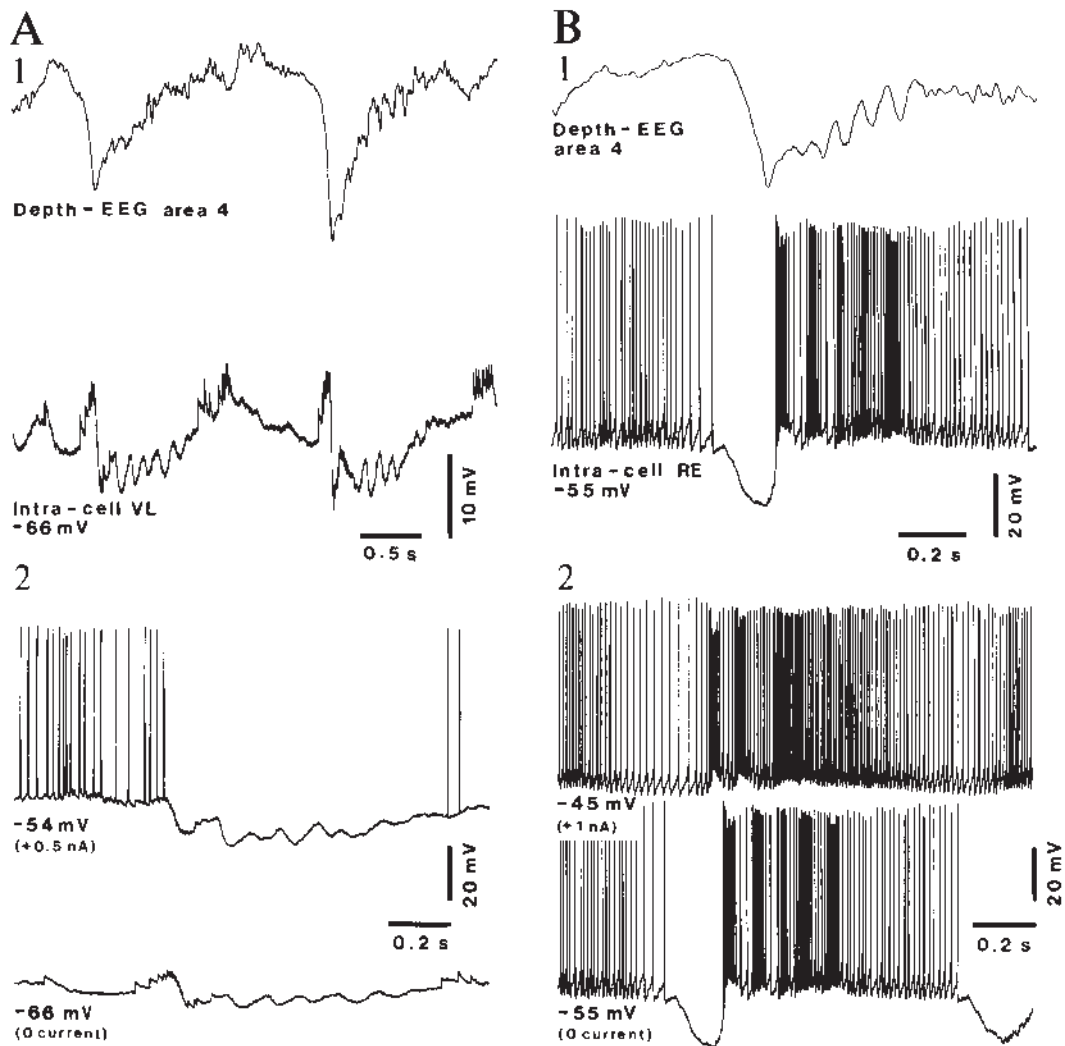 A
1
Depth-EEG area 4
Intra-cell VL
-66 mV
10 mV
0.5 s
2
-54 mV
(+0.5 nA)
20 mV
0.2 s
-66 mV
(0 current)
B
1
Depth-EEG
area 4
Intra-cell RE
-55 mV
20 mV
0.2 s
2
-45 mV
(+1 nA)
20 mV
0.2 s
-55 mV
(0 current)